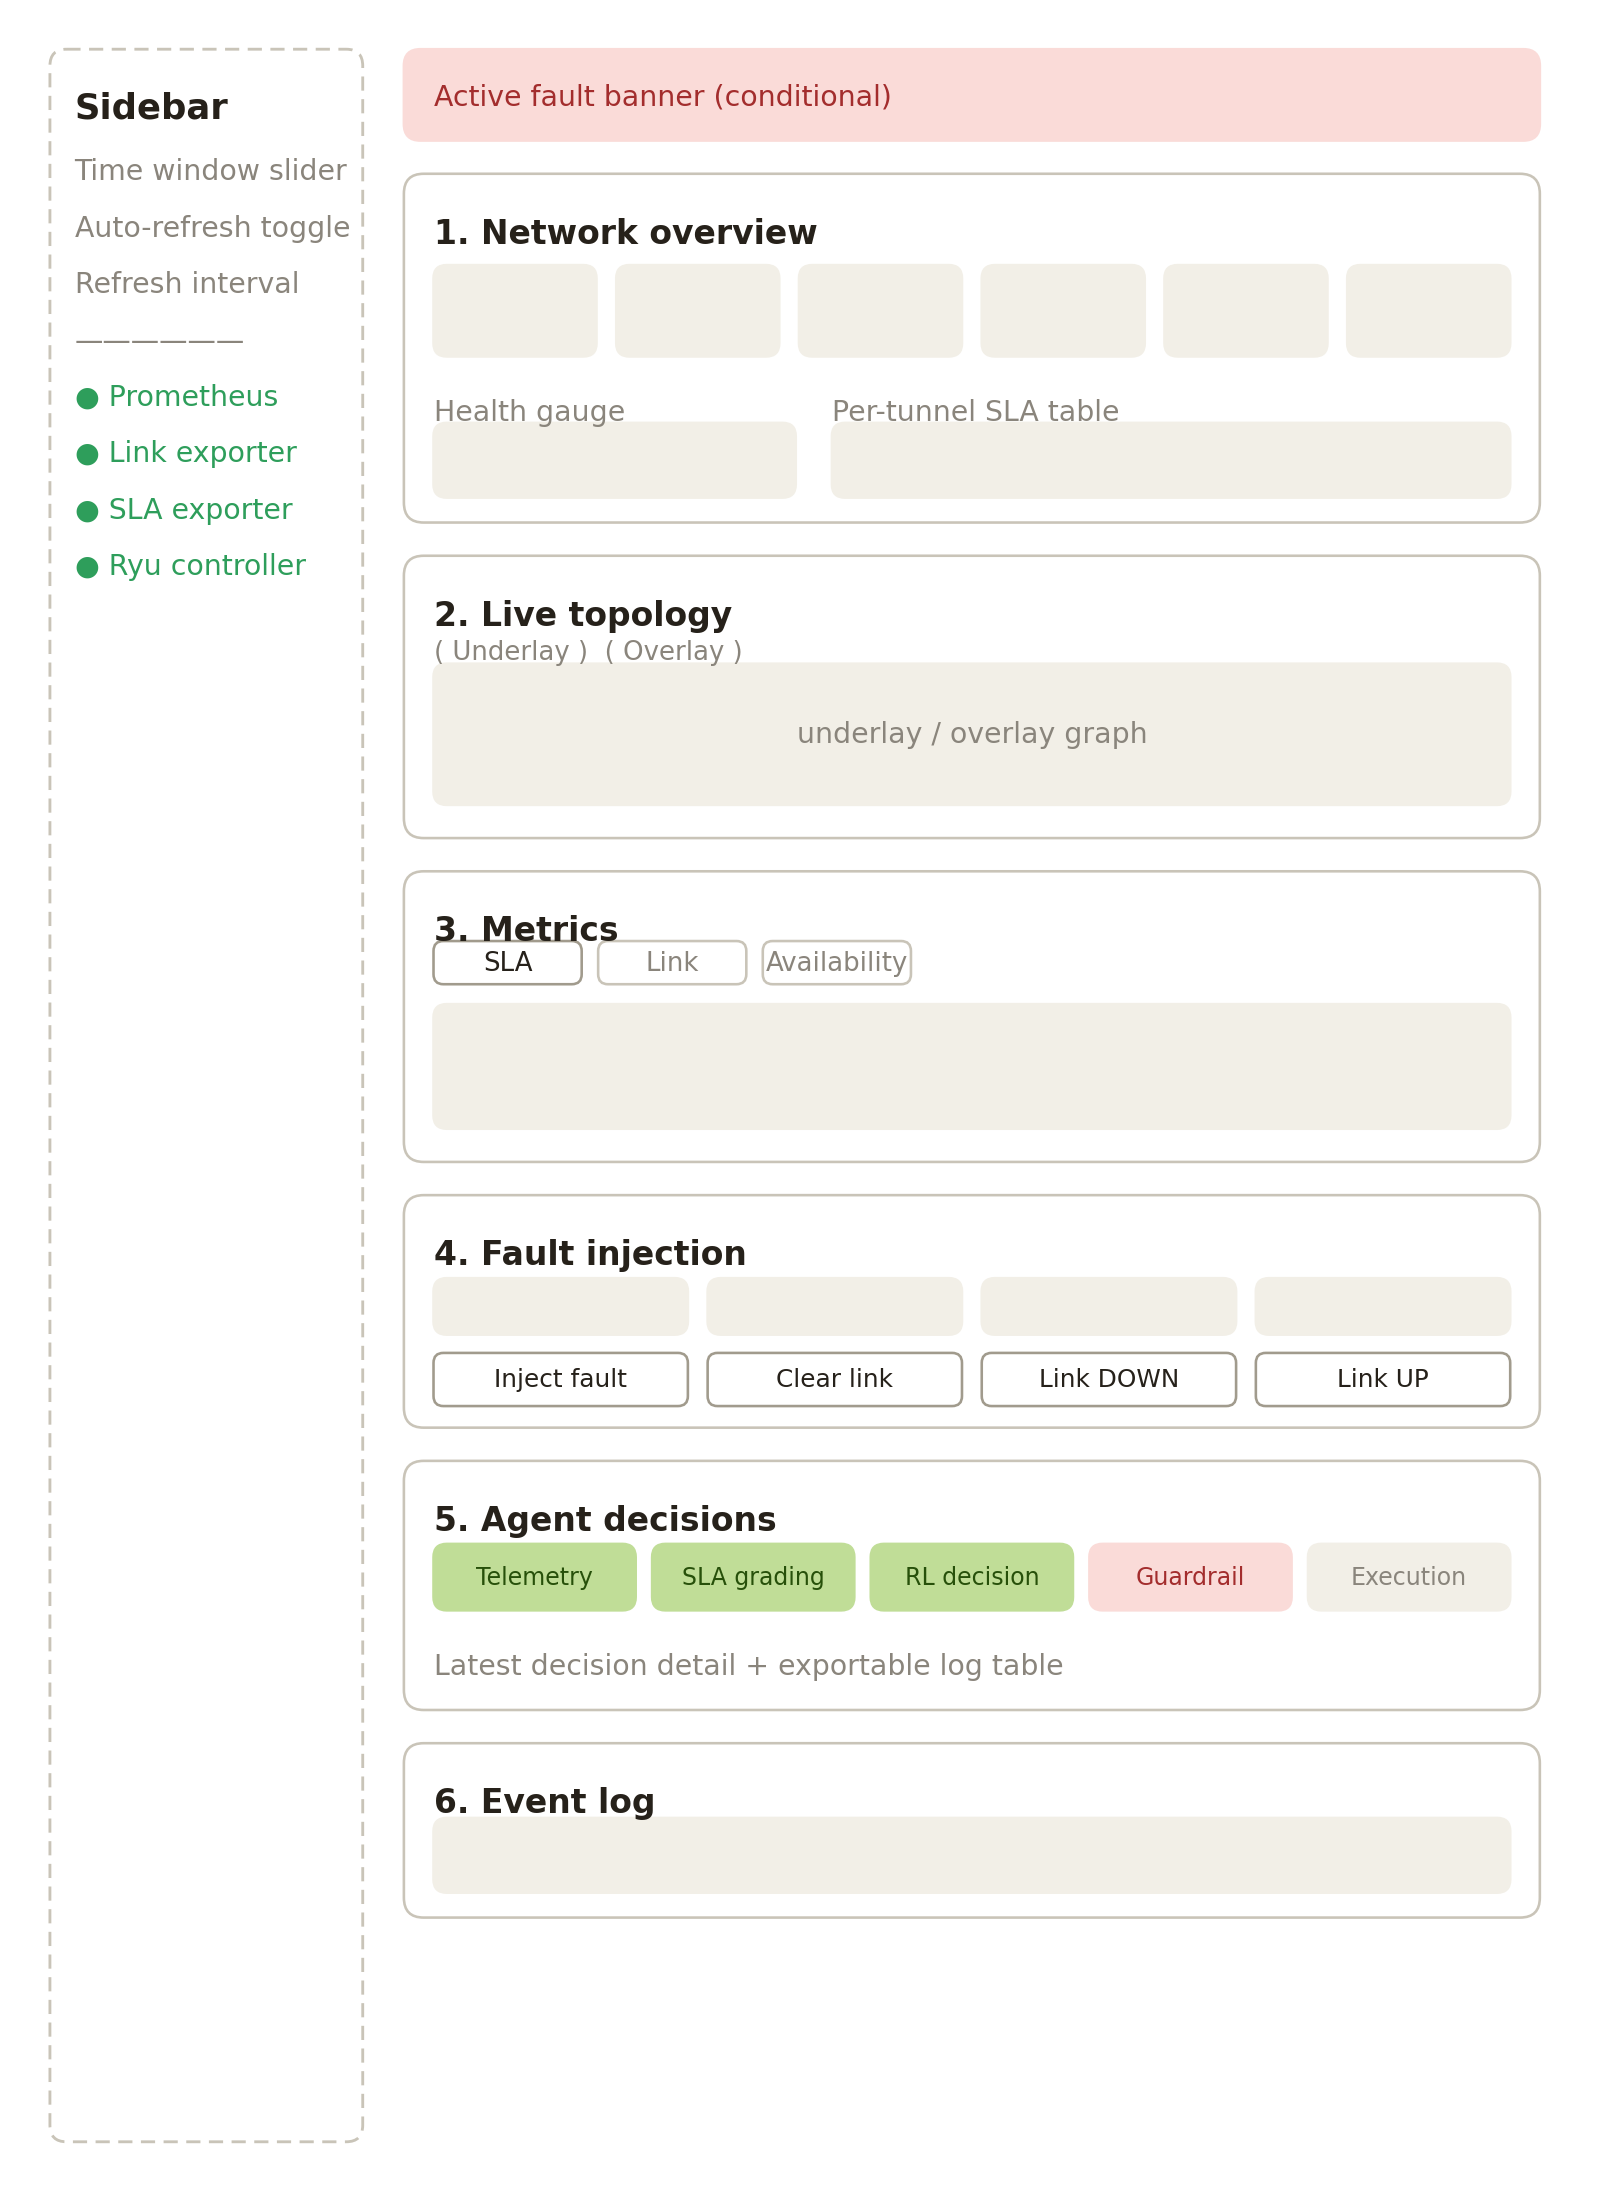 Sidebar
Time window slider
Auto-refresh toggle
Refresh interval
——————
● Prometheus
● Link exporter
● SLA exporter
● Ryu controller
Active fault banner (conditional)
1. Network overview
Health gauge
Per-tunnel SLA table
2. Live topology
( Underlay )  ( Overlay )
underlay / overlay graph
3. Metrics
SLA
Link
Availability
4. Fault injection
Inject fault
Clear link
Link DOWN
Link UP
5. Agent decisions
Telemetry
SLA grading
RL decision
Guardrail
Execution
Latest decision detail + exportable log table
6. Event log